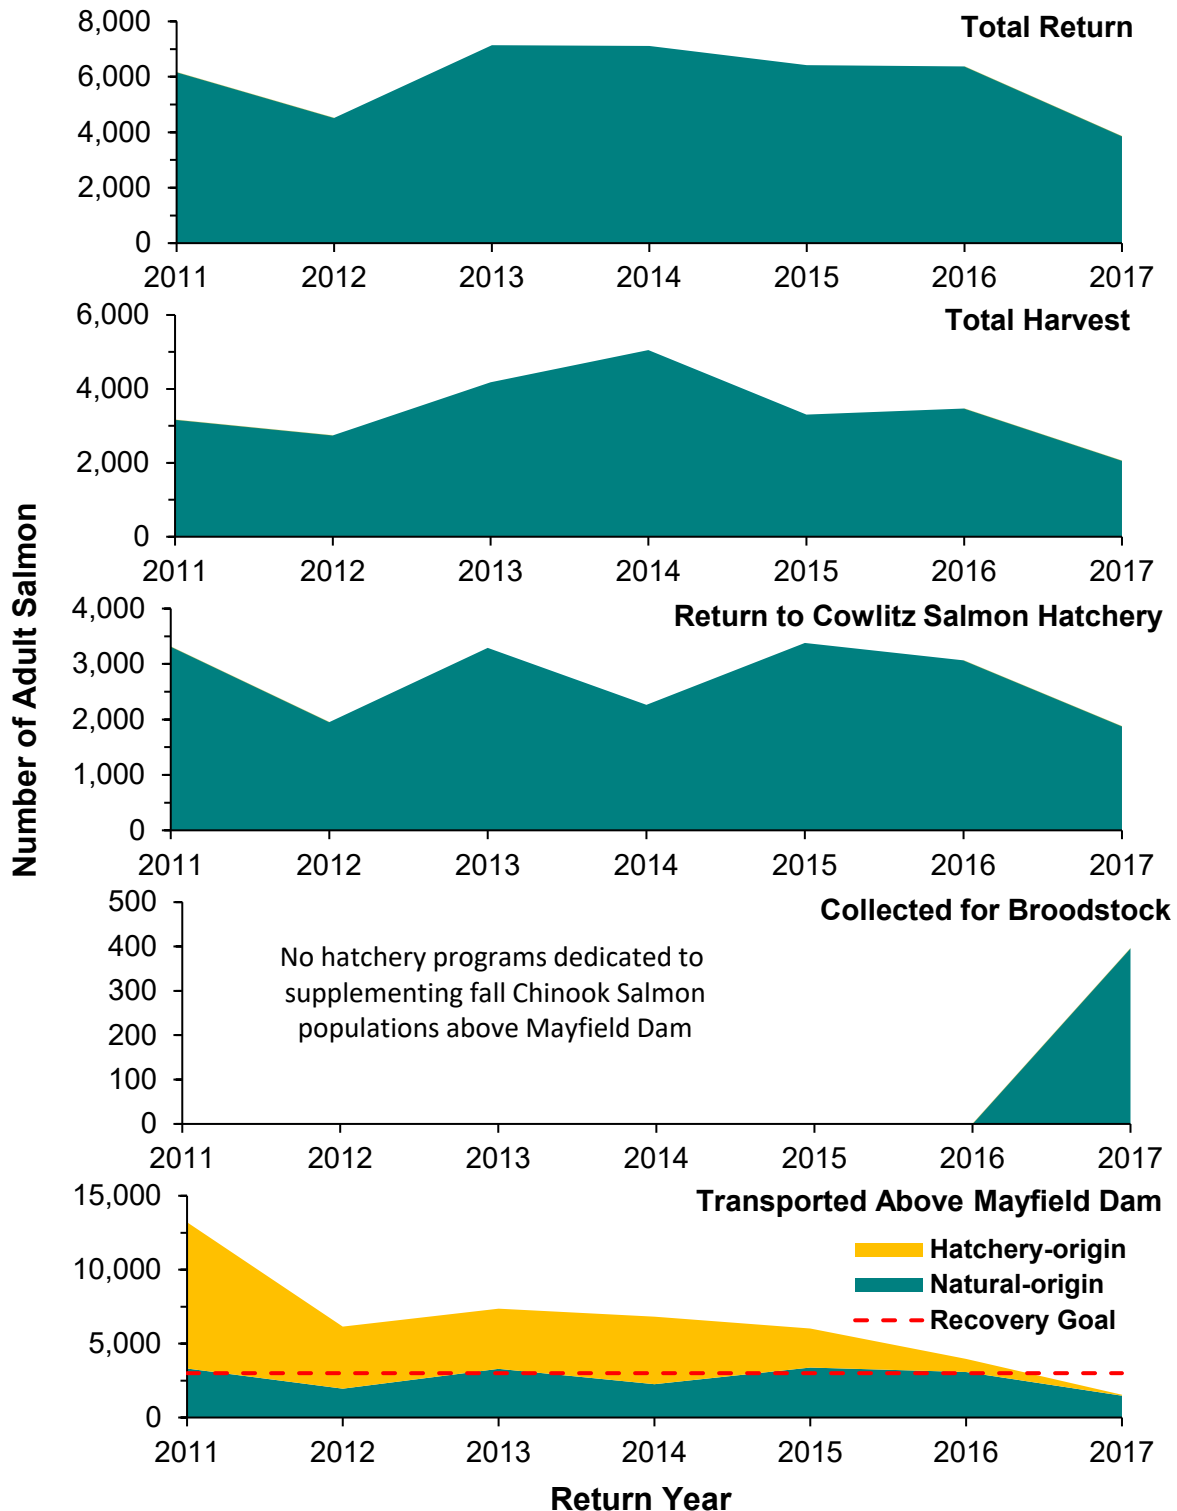 Number of Adult Salmon
Total Return
8,000
6,000
4,000
2,000
0
2011 2012 2013 2014 2015 2016 2017
Total Harvest
6,000
4,000
2,000
0
2011 2012 2013 2014 2015 2016 2017
Return to Cowlitz Salmon Hatchery
4,000
3,000
2,000
1,000
0
2011 2012 2013 2014 2015 2016 2017
Collected for Broodstock
500
400
300
200
100
0
No hatchery programs dedicated to
supplementing fall Chinook Salmon
populations above Mayfield Dam
2011 2012 2013 2014 2015 2016 2017
Transported Above Mayfield Dam
15,000
10,000
5,000
0
Hatchery-origin
Natural-origin
Recovery Goal
2011 2012 2013 2014 2015 2016 2017
Return Year